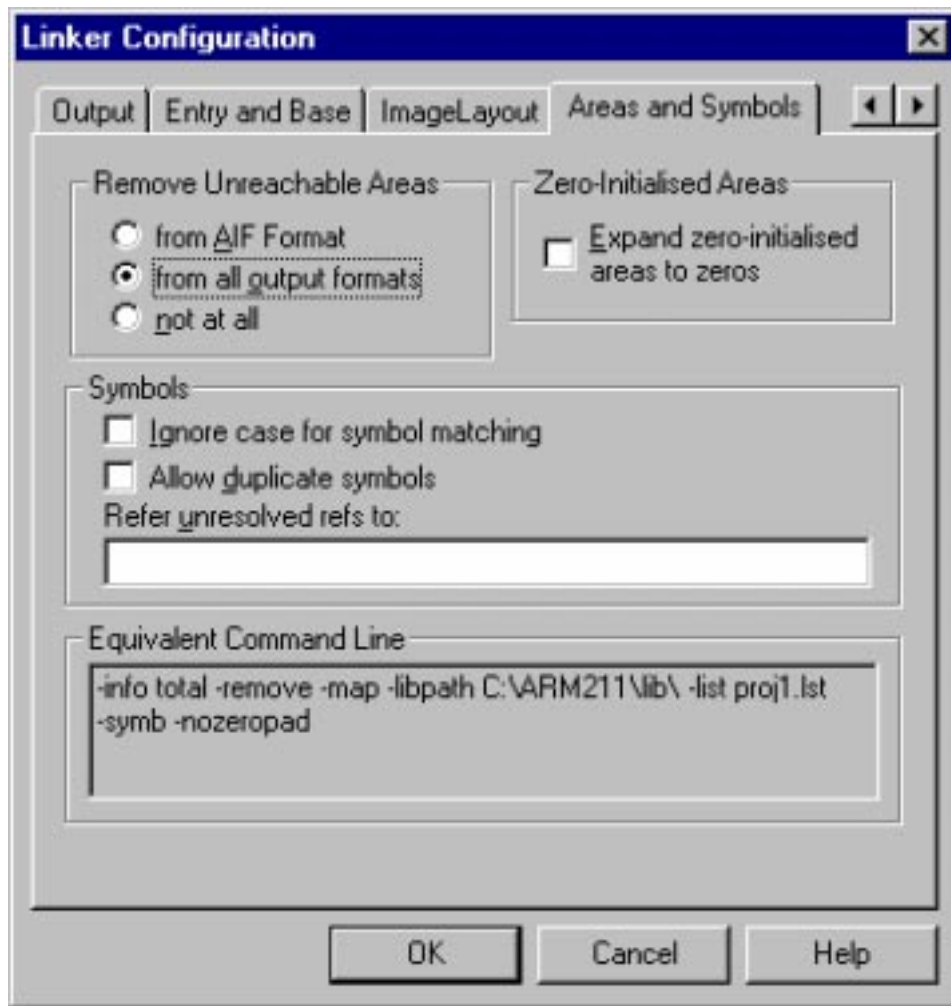 Linker Configuration
Output
Entry and Base
ImageLayout
Areas and Symbols
Remove Unreachable Areas
from AIF Format
from all output formats
not at all
Zero-Initialised Areas
Expand zero-initialised
areas to zeros
Symbols
Ignore case for symbol matching
Allow duplicate symbols
Refer unresolved refs to:
Equivalent Command Line
-info total -remove -map -libpath C:\ARM211\lib\ -list proj1.lst
-symb -nozeropad
OK
Cancel
Help